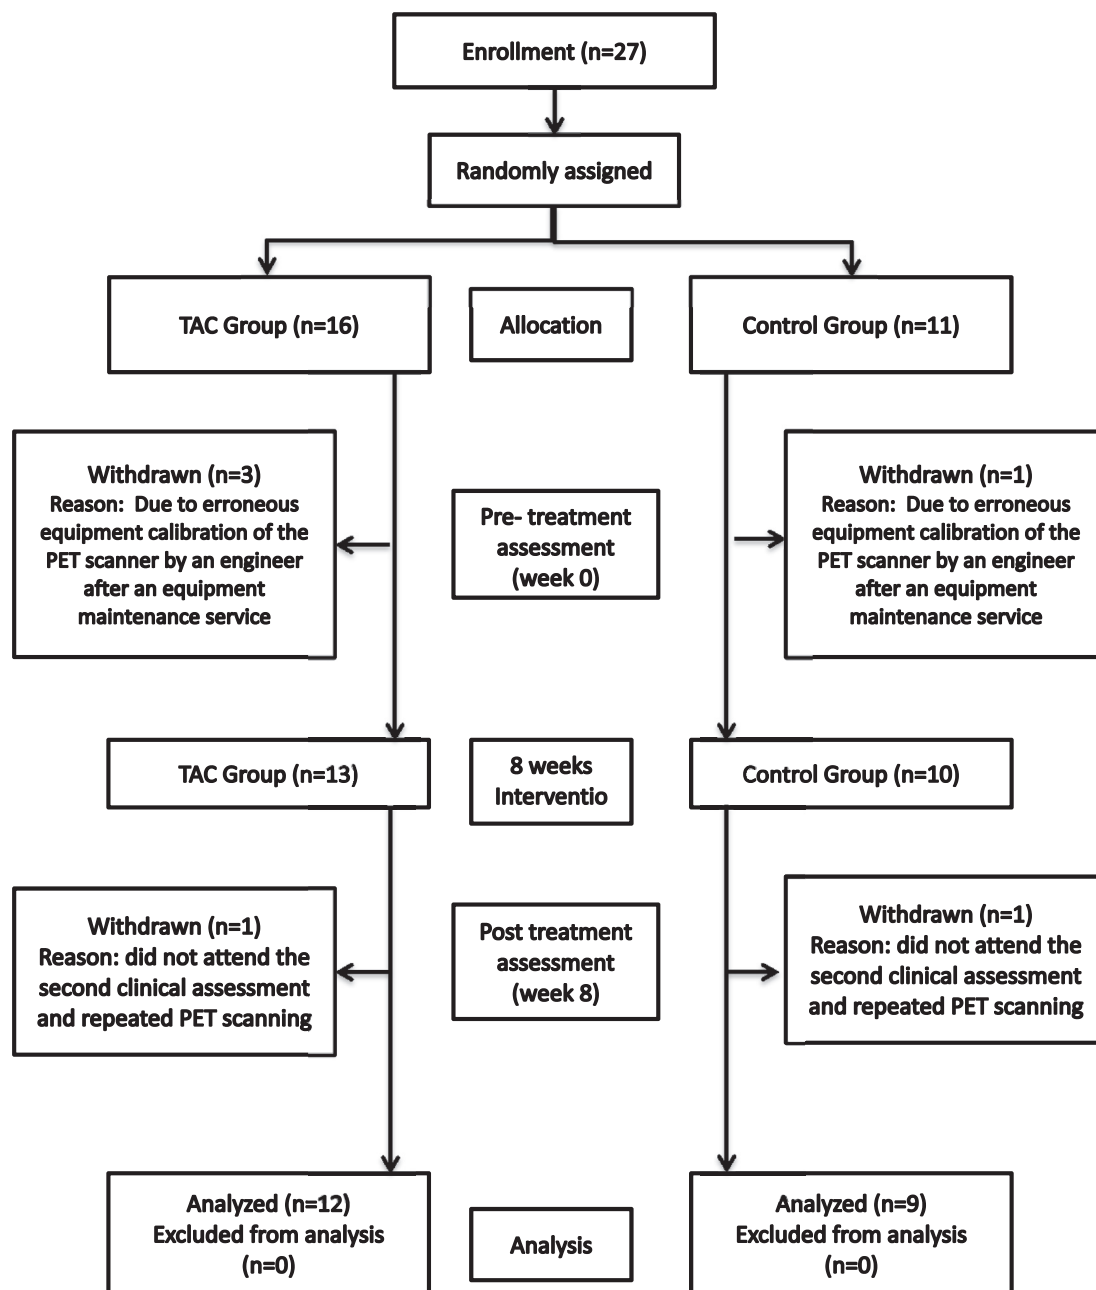 Enrollment (n=27)
Randomly assigned
TAC Group (n=16)
Allocation
Control Group (n=11)
Withdrawn (n=3)
Reason: Due to erroneous
equipment calibration of the
PET scanner by an engineer
after an equipment
maintenance service
Pre- treatment
assessment
(week 0)
Withdrawn (n=1)
Reason: Due to erroneous
equipment calibration of the
PET scanner by an engineer
after an equipment
maintenance service
TAC Group (n=13)
8 weeks
Interventio
Control Group (n=10)
Withdrawn (n=1)
Reason: did not attend the
second clinical assessment
and repeated PET scanning
Post treatment
assessment
(week 8)
Withdrawn (n=1)
Reason: did not attend the
second clinical assessment
and repeated PET scanning
Analyzed (n=12)
Excluded from analysis
(n=0)
Analysis
Analyzed (n=9)
Excluded from analysis
(n=0)